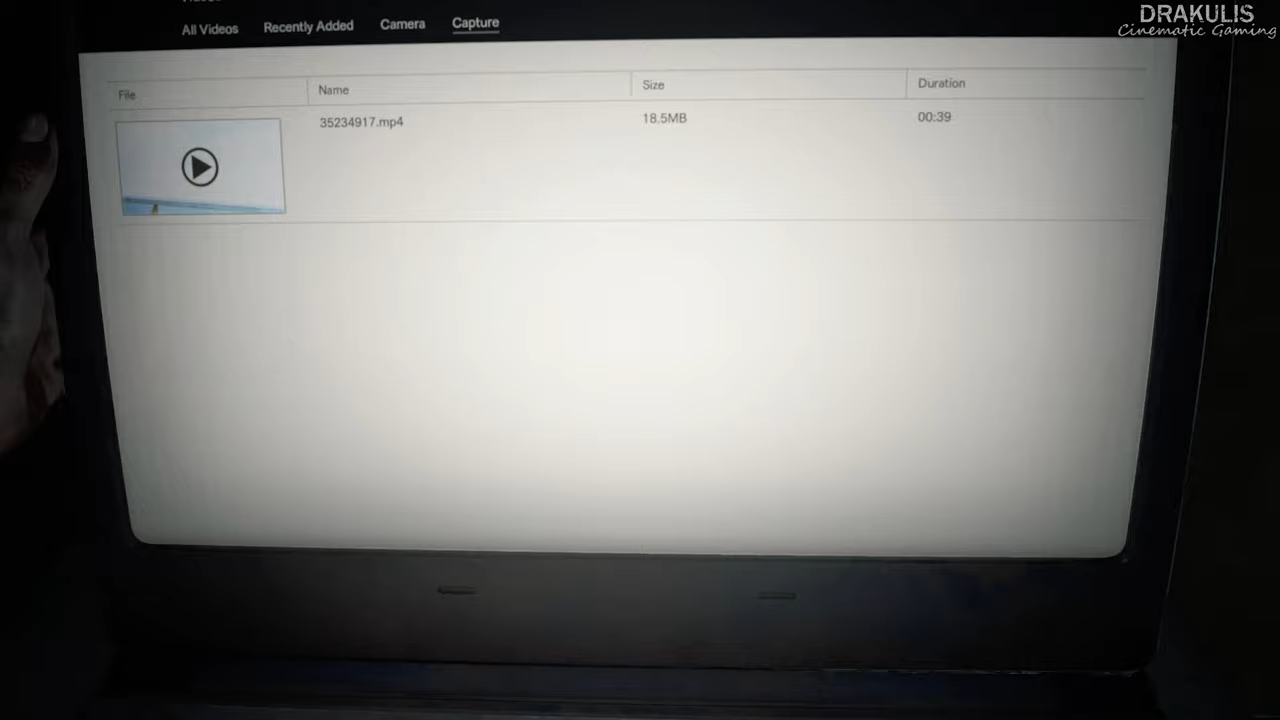 DRAKULIS
Cinematic Gaming
All Videos Recently Added Camera Capture
File Name Size Duration
35234917.mp4 18.5MB 00:39